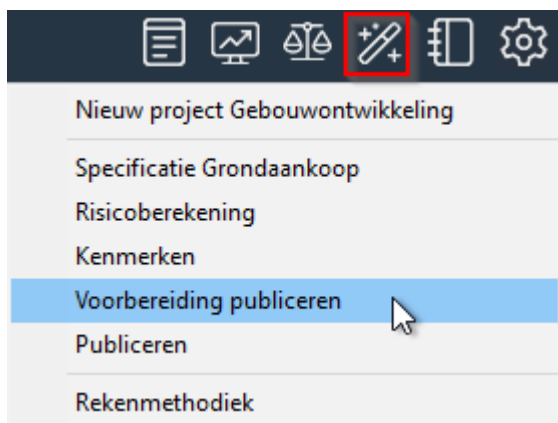 Nieuw project Gebouwontwikkeling
Specificatie Grondaankoop
Risicoberekening
Kenmerken
Voorbereiding publiceren
Publiceren
Rekenmethodiek